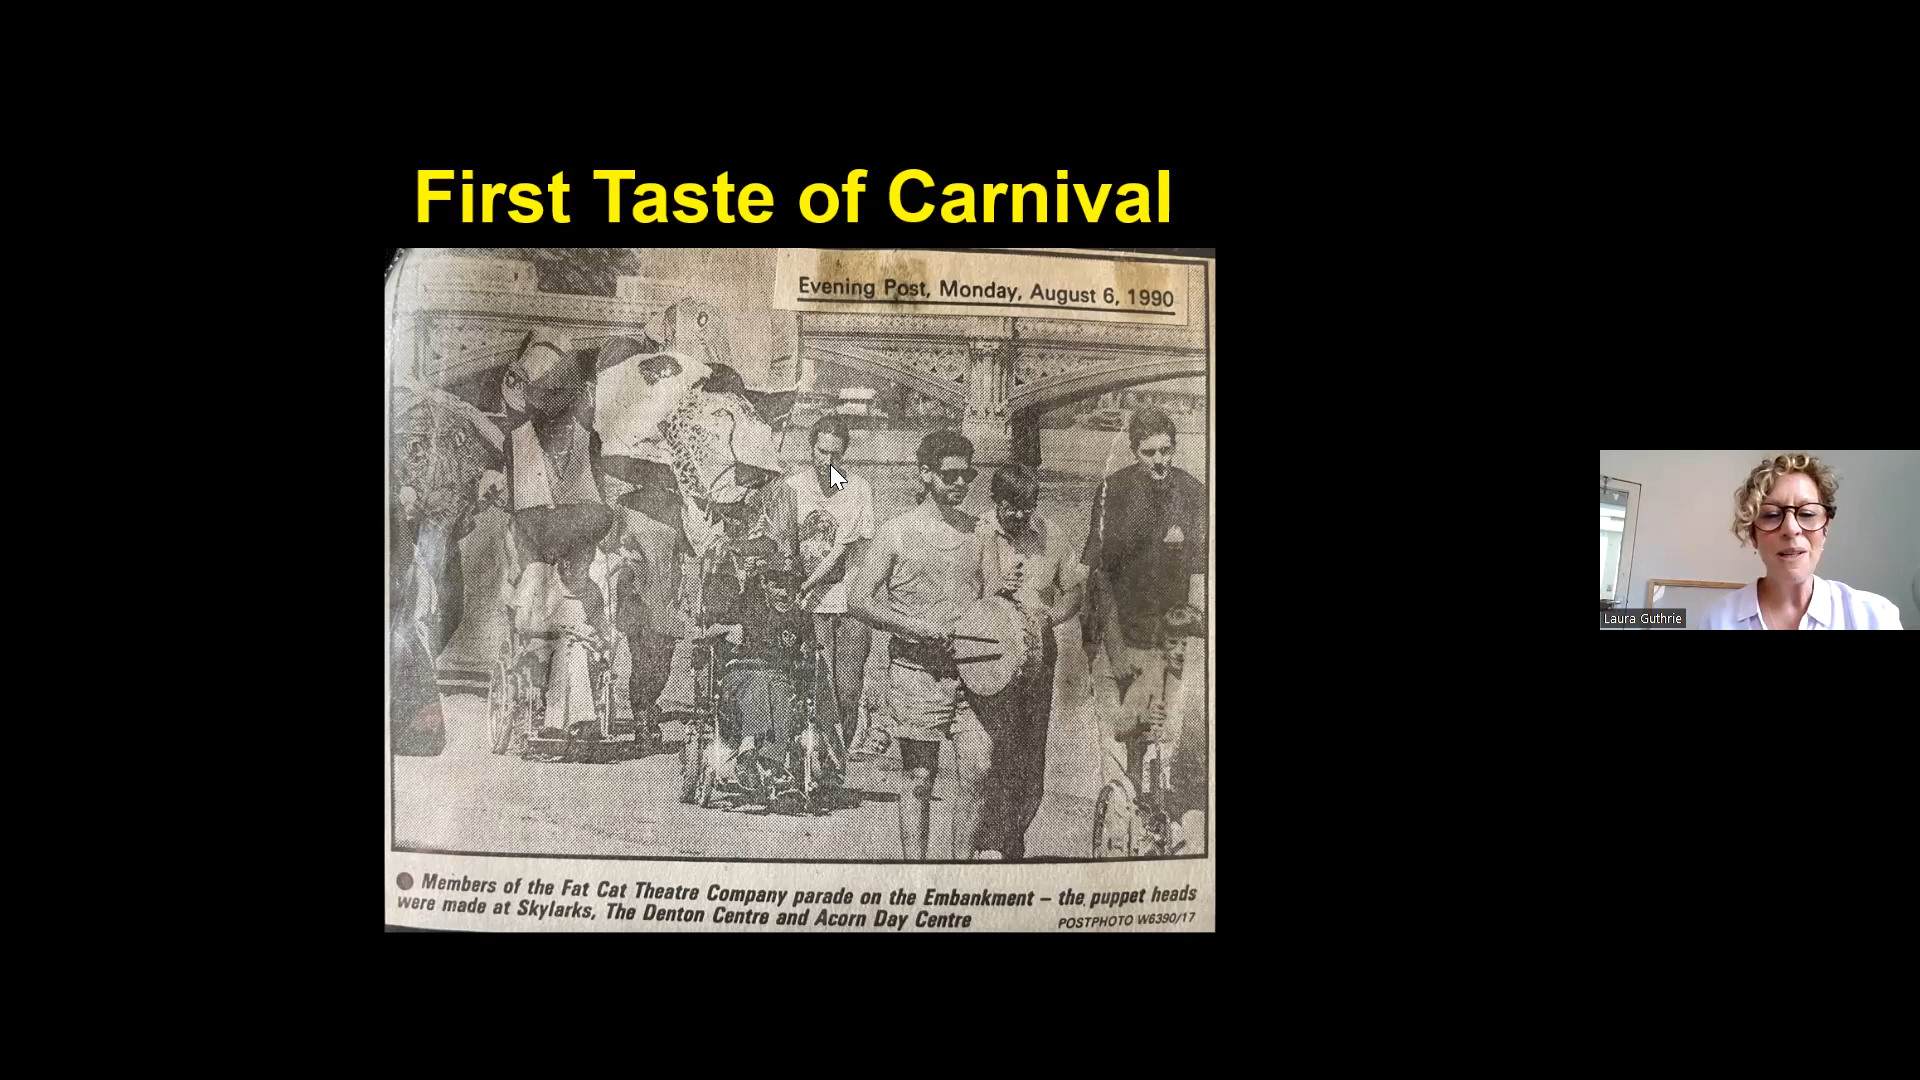 First Taste of Carnival
Evening Post, Monday, August 6, 1990
Members of the Fat Cat Theatre Company parade on the Embankment – the puppet heads
were made at Skylarks, The Denton Centre and Acorn Day Centre
POSTPHOTO W6390/17
Laura Guthrie